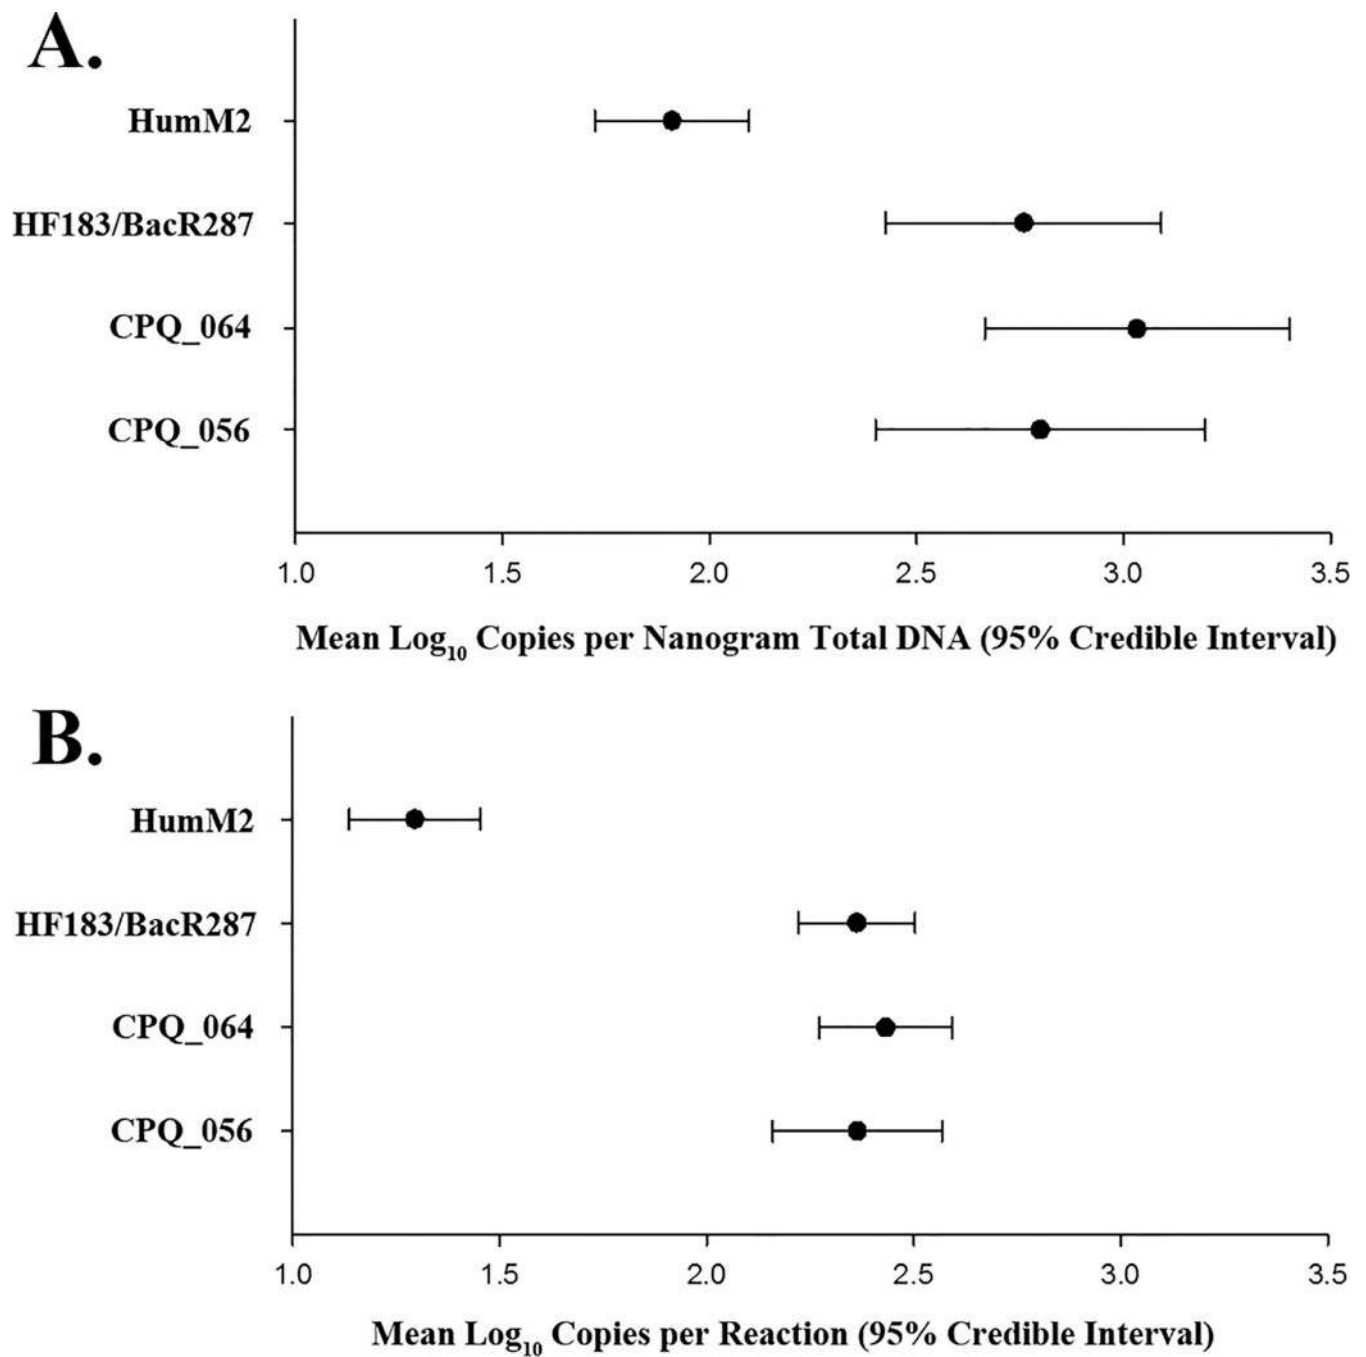 A.
HumM2
HF183/BacR287
CPQ_064
CPQ_056
1.0 1.5 2.0 2.5 3.0 3.5
Mean Log10 Copies per Nanogram Total DNA (95% Credible Interval)
B.
HumM2
HF183/BacR287
CPQ_064
CPQ_056
1.0 1.5 2.0 2.5 3.0 3.5
Mean Log10 Copies per Reaction (95% Credible Interval)